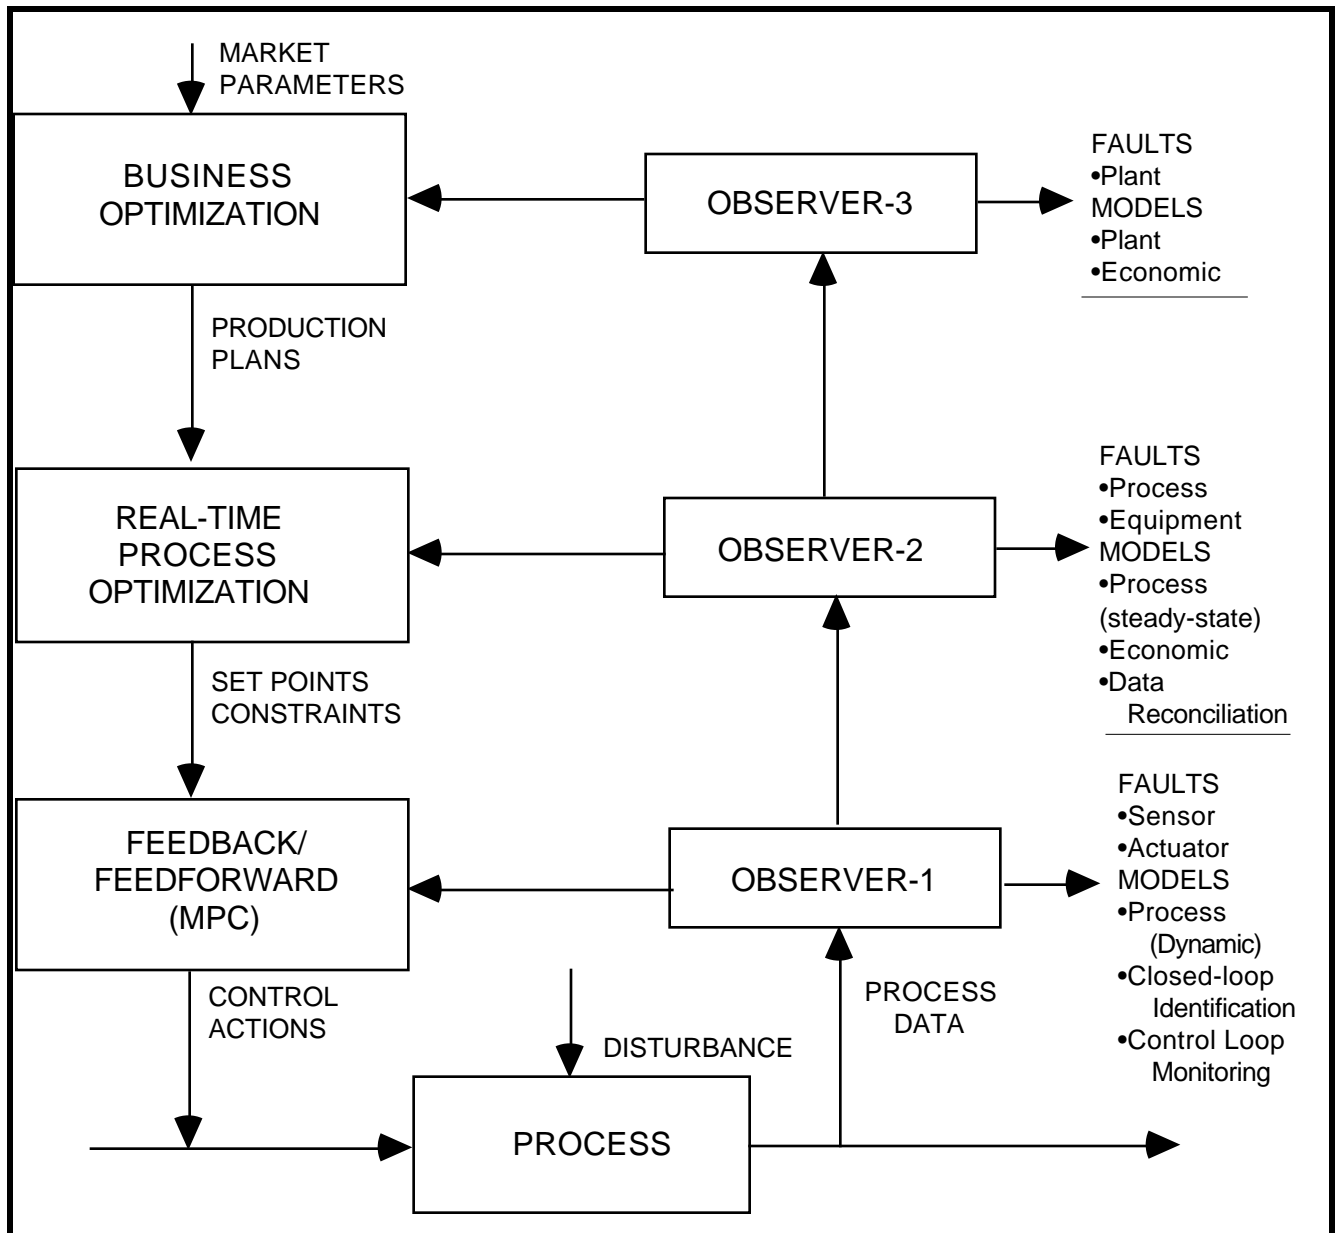 MARKET
PARAMETERS
BUSINESS
OPTIMIZATION
OBSERVER-3
FAULTS
•Plant
MODELS
•Plant
•Economic
PRODUCTION
PLANS
REAL-TIME
PROCESS
OPTIMIZATION
OBSERVER-2
FAULTS
•Process
•Equipment
MODELS
•Process
(steady-state)
•Economic
•Data
Reconciliation
SET POINTS
CONSTRAINTS
FEEDBACK/
FEEDFORWARD
(MPC)
OBSERVER-1
FAULTS
•Sensor
•Actuator
MODELS
•Process
(Dynamic)
•Closed-loop
Identification
•Control Loop
Monitoring
CONTROL
ACTIONS
PROCESS
DATA
DISTURBANCE
PROCESS